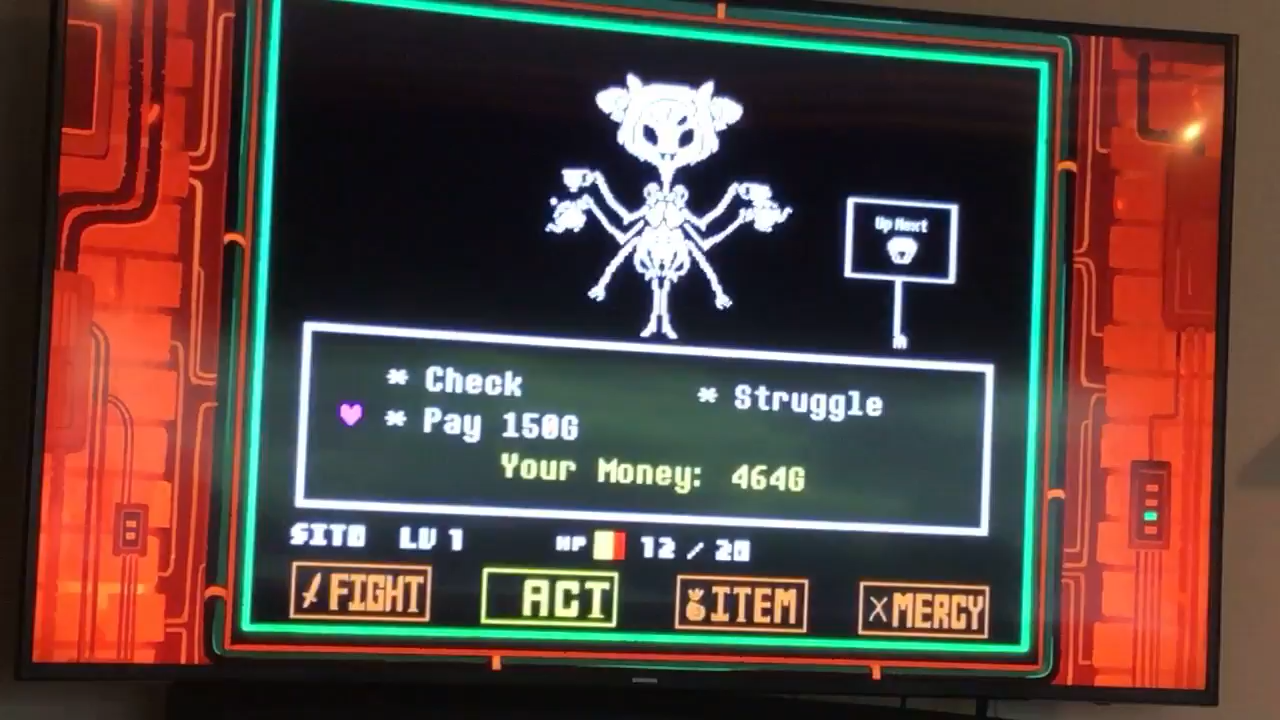 Up Next
* Check
* Struggle
* Pay 150G
Your Money: 464G
SITO LV 1 HP 12 / 20
FIGHT ACT ITEM MERCY